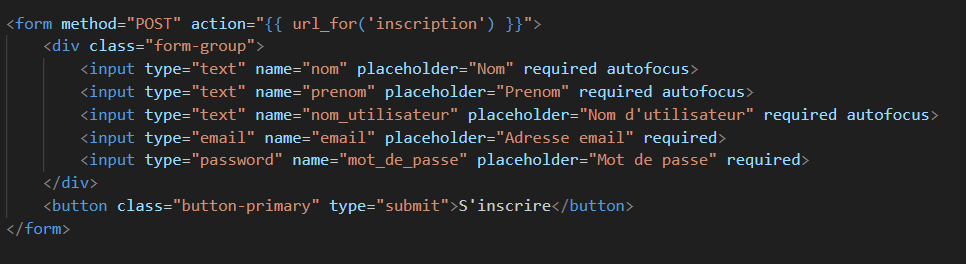 <form method="POST" action="{{ url_for('inscription') }}">
<div class="form-group">
<input type="text" name="nom" placeholder="Nom" required autofocus>
<input type="text" name="prenom" placeholder="Prenom" required autofocus>
<input type="text" name="nom_utilisateur" placeholder="Nom d'utilisateur" required autofocus>
<input type="email" name="email" placeholder="Adresse email" required>
<input type="password" name="mot_de_passe" placeholder="Mot de passe" required>
</div>
<button class="button-primary" type="submit">S'inscrire</button>
</form>